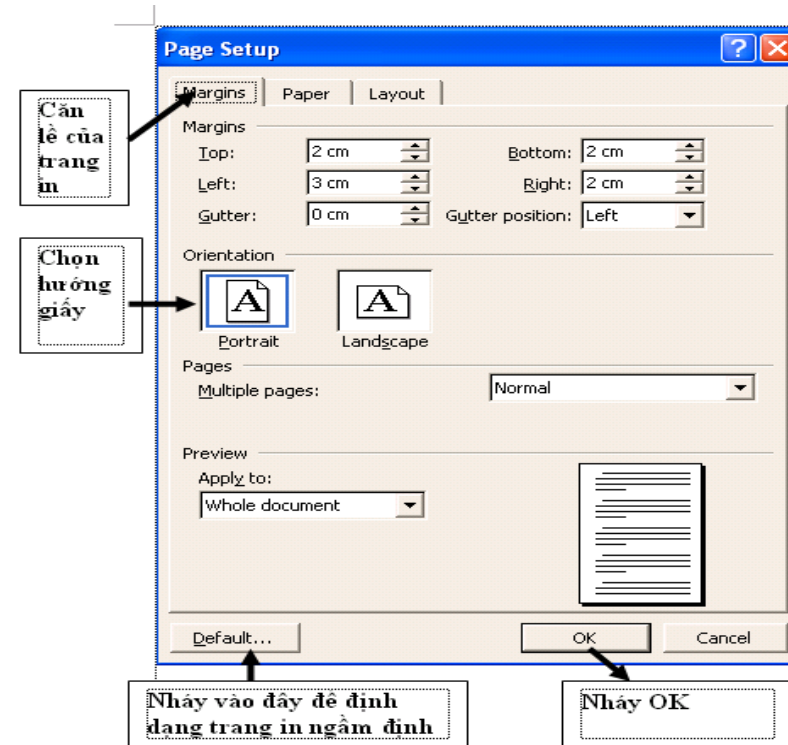 Page Setup
Margins Paper Layout
Căn
lề của
trang
in
Margins
Top: 2 cm Bottom: 2 cm
Left: 3 cm Right: 2 cm
Gutter: 0 cm Gutter position: Left
Chọn
hướng
giấy
Orientation
A A
Portrait Landscape
Pages
Multiple pages: Normal
Preview
Apply to:
Whole document
Default... OK Cancel
Nháy vào đây để định
dạng trang in ngầm định
Nháy OK